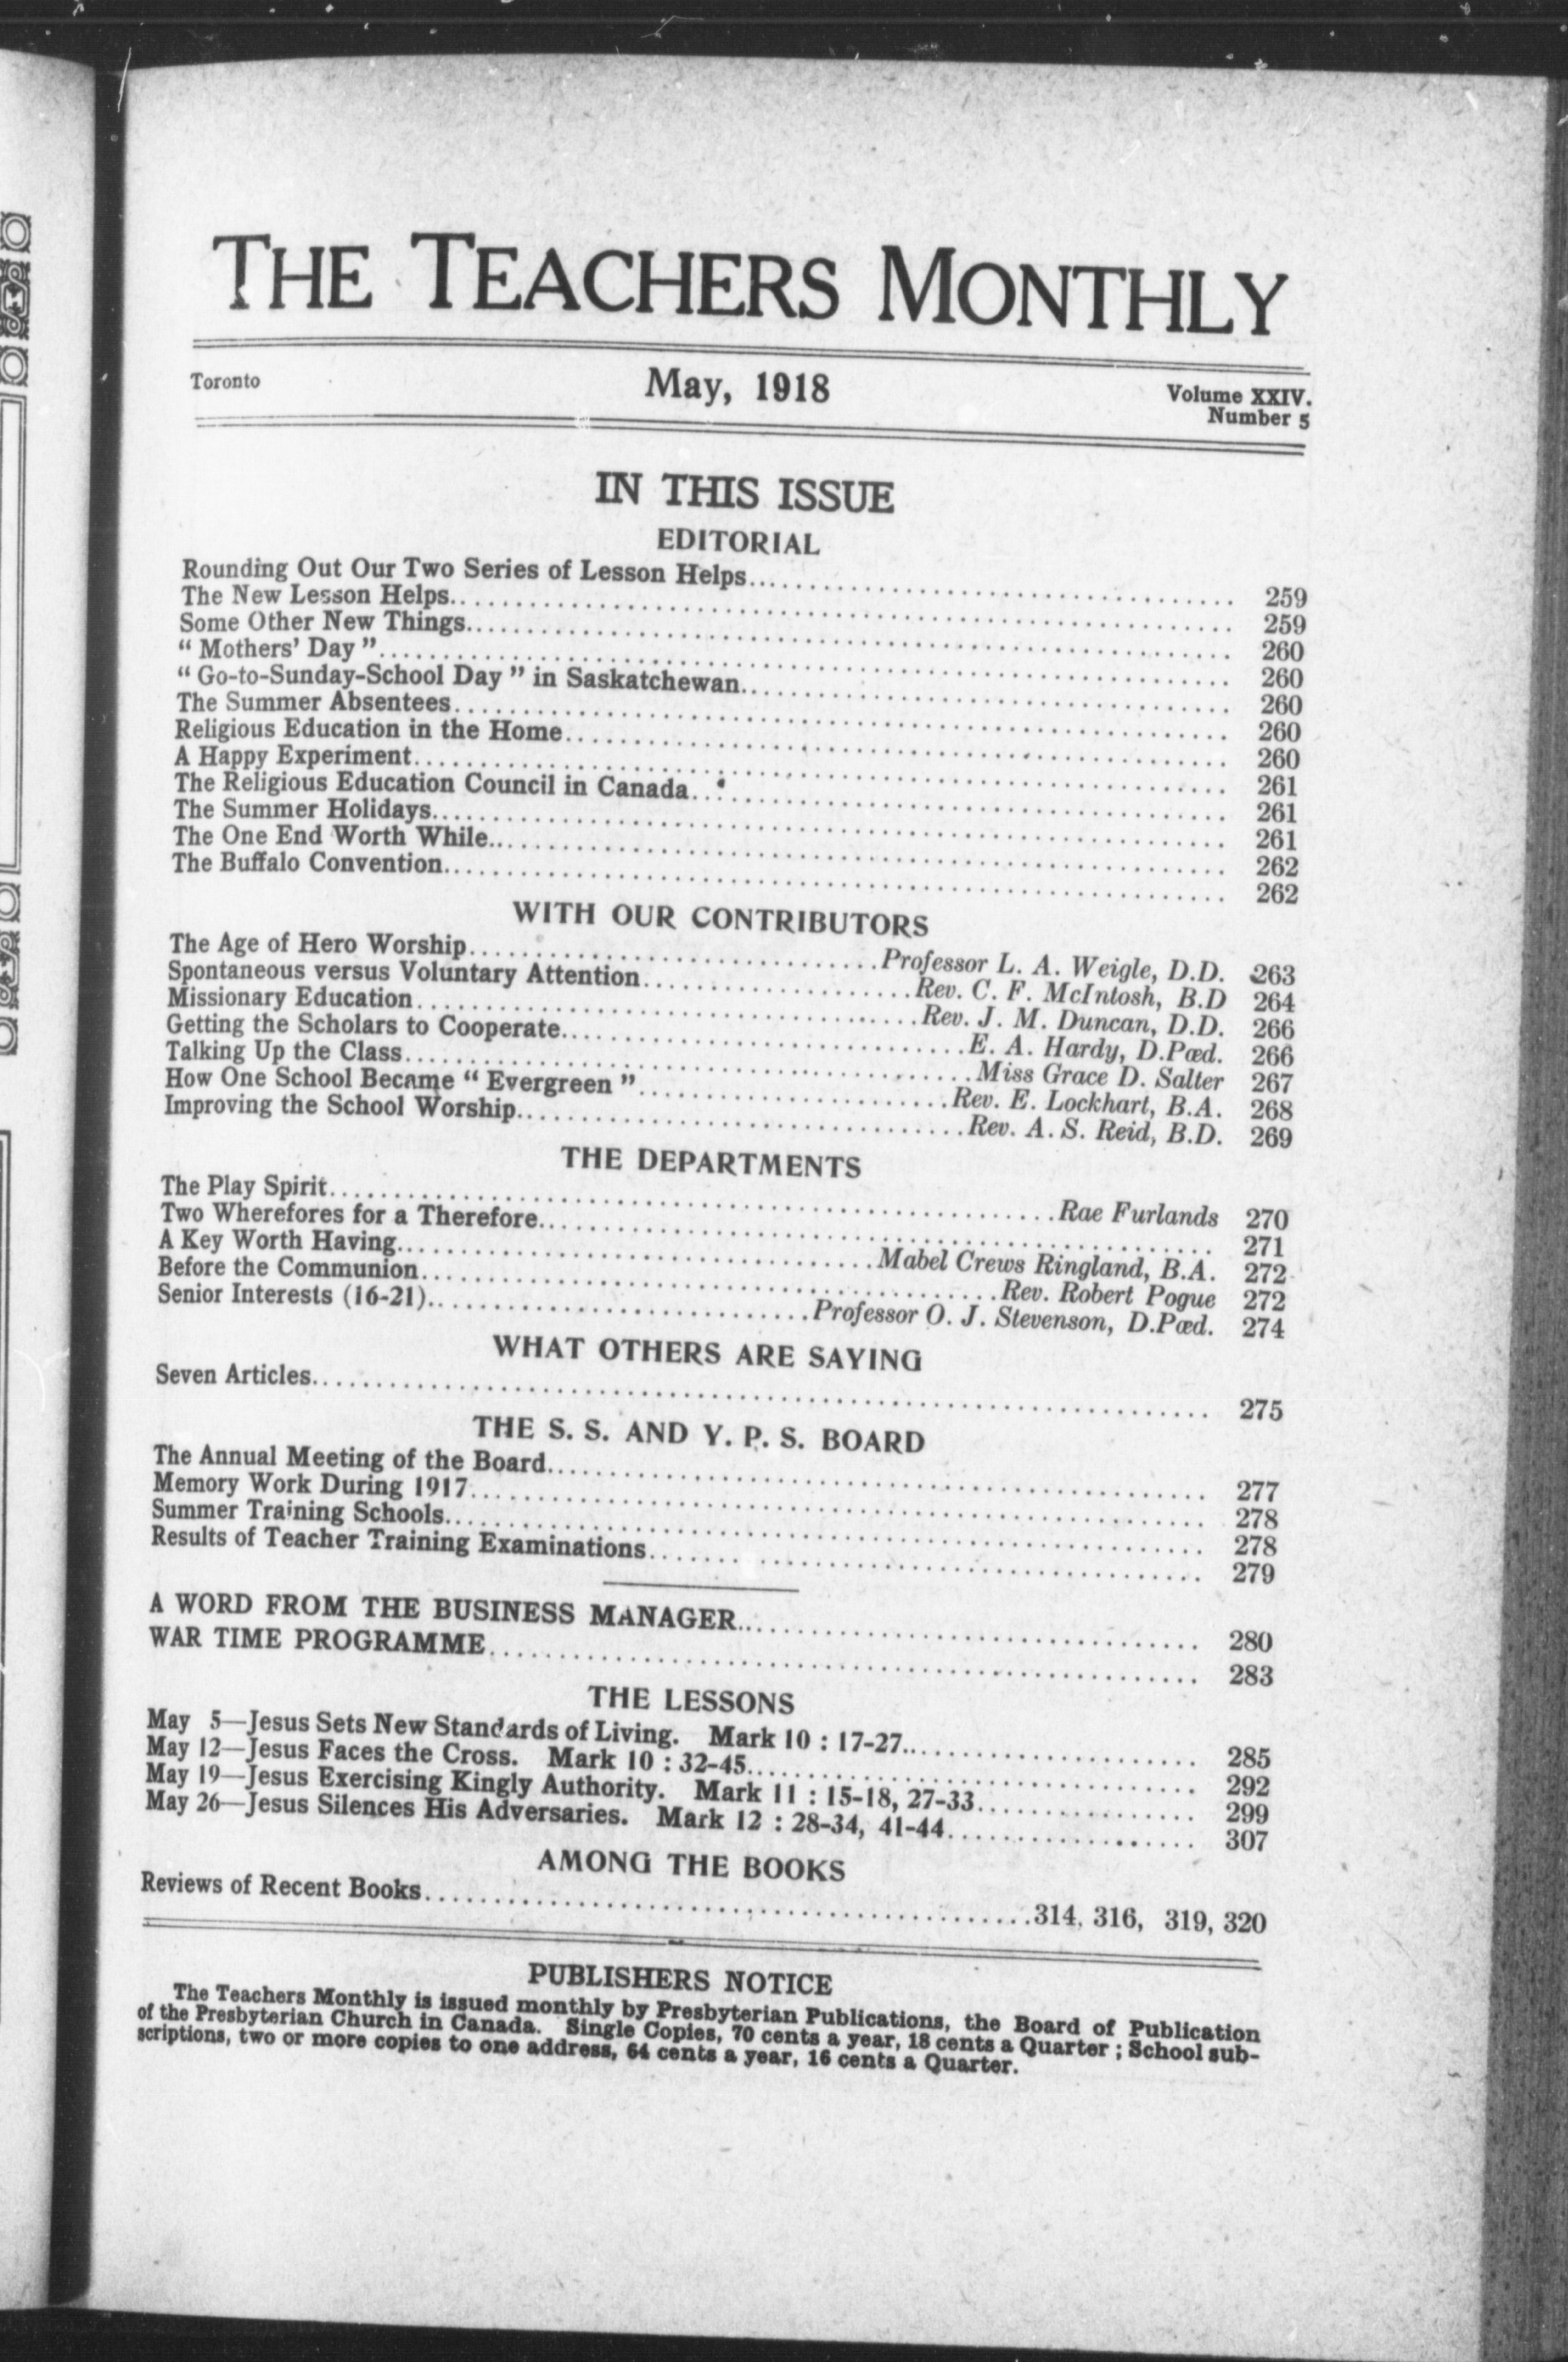 THE TEACHERS MONTHLY
Toronto May, 1918 Volume XXIV.
Number 5
IN THIS ISSUE
EDITORIAL
Rounding Out Our Two Series of Lesson Helps 259
The New Lesson Helps 259
Some Other New Things 260
“ Mothers' Day ” 260
“ Go-to-Sunday-School Day ” in Saskatchewan 260
The Summer Absentees 260
Religious Education in the Home 260
A Happy Experiment 261
The Religious Education Council in Canada 261
The Summer Holidays 261
The One End Worth While 262
The Buffalo Convention 262
WITH OUR CONTRIBUTORS
The Age of Hero Worship Professor L. A. Weigle, D.D. 263
Spontaneous versus Voluntary Attention Rev. C. F. McIntosh, B.D 264
Missionary Education Rev. J. M. Duncan, D.D. 266
Getting the Scholars to Cooperate E. A. Hardy, D.Pæd. 266
Talking Up the Class Miss Grace D. Salter 267
How One School Became “ Evergreen ” Rev. E. Lockhart, B.A. 268
Improving the School Worship Rev. A. S. Reid, B.D. 269
THE DEPARTMENTS
The Play Spirit Rae Furlands 270
Two Wherefores for a Therefore 271
A Key Worth Having Mabel Crews Ringland, B.A. 272
Before the Communion Rev. Robert Pogue 272
Senior Interests (16-21) Professor O. J. Stevenson, D.Pæd. 274
WHAT OTHERS ARE SAYING
Seven Articles 275
THE S. S. AND Y. P. S. BOARD
The Annual Meeting of the Board 277
Memory Work During 1917 278
Summer Training Schools 278
Results of Teacher Training Examinations 279
A WORD FROM THE BUSINESS MANAGER 280
WAR TIME PROGRAMME 283
THE LESSONS
May 5—Jesus Sets New Standards of Living. Mark 10 : 17-27 285
May 12—Jesus Faces the Cross. Mark 10 : 32-45 292
May 19—Jesus Exercising Kingly Authority. Mark 11 : 15-18, 27-33 299
May 26—Jesus Silences His Adversaries. Mark 12 : 28-34, 41-44 307
AMONG THE BOOKS
Reviews of Recent Books 314, 316, 319, 320
PUBLISHERS NOTICE
The Teachers Monthly is issued monthly by Presbyterian Publications, the Board of Publication
of the Presbyterian Church in Canada. Single Copies, 70 cents a year, 18 cents a Quarter ; School sub-
scriptions, two or more copies to one address, 64 cents a year, 16 cents a Quarter.